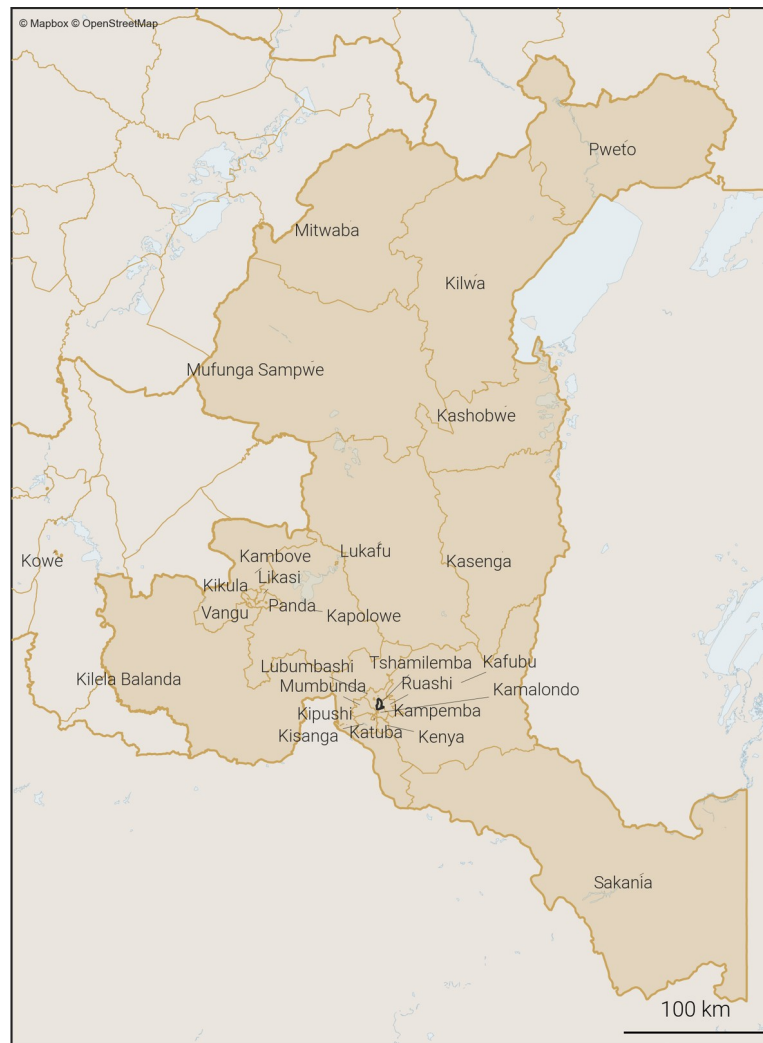 © Mapbox © OpenStreetMap
Pweto
Mitwaba
Kilwa
Mufunga Sampwe
Kashobwe
Lukafu
Kambove
Kasenga
Kowe
Likasi
Kikula
Panda
Vangu
Kapolowe
Tshamilemba
Kafubu
Lubumbashi
Ruashi
Kilela Balanda
Mumbunda
Kamalondo
Kampemba
Kipushi
Katuba
Kisanga
Kenya
Sakania
100 km